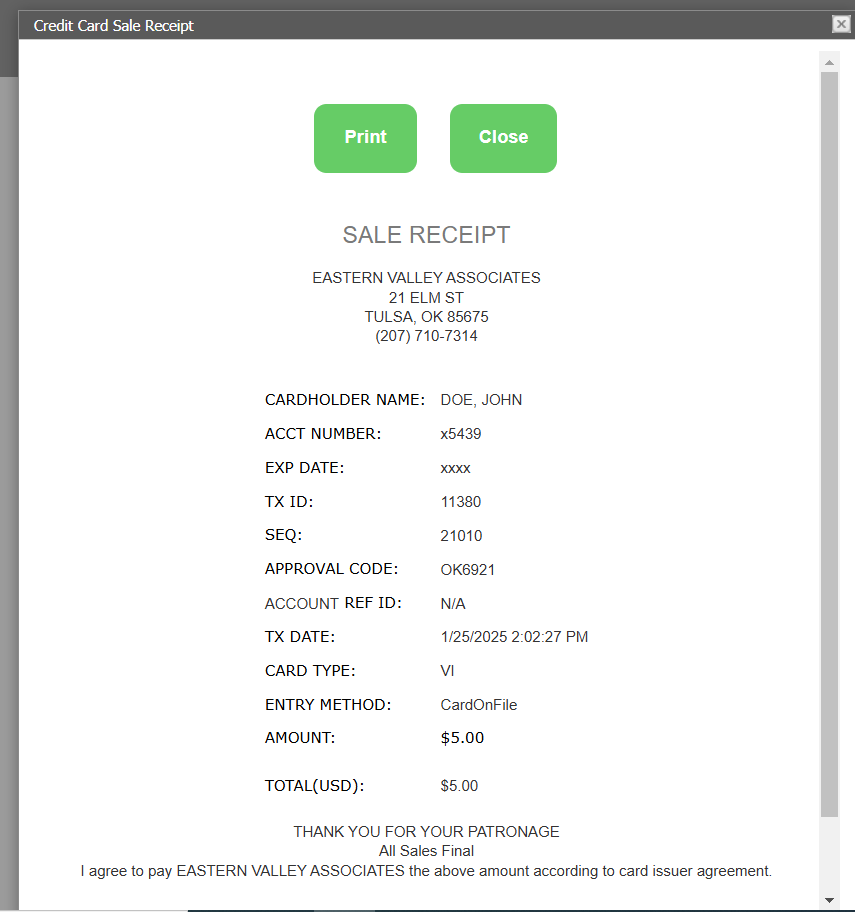 Credit Card Sale Receipt
Print Close
SALE RECEIPT
EASTERN VALLEY ASSOCIATES
21 ELM ST
TULSA, OK 85675
(207) 710-7314
CARDHOLDER NAME: DOE, JOHN
ACCT NUMBER: x5439
EXP DATE: xxxx
TX ID: 11380
SEQ: 21010
APPROVAL CODE: OK6921
ACCOUNT REF ID: N/A
TX DATE: 1/25/2025 2:02:27 PM
CARD TYPE: VI
ENTRY METHOD: CardOnFile
AMOUNT: $5.00
TOTAL(USD): $5.00
THANK YOU FOR YOUR PATRONAGE
All Sales Final
I agree to pay EASTERN VALLEY ASSOCIATES the above amount according to card issuer agreement.